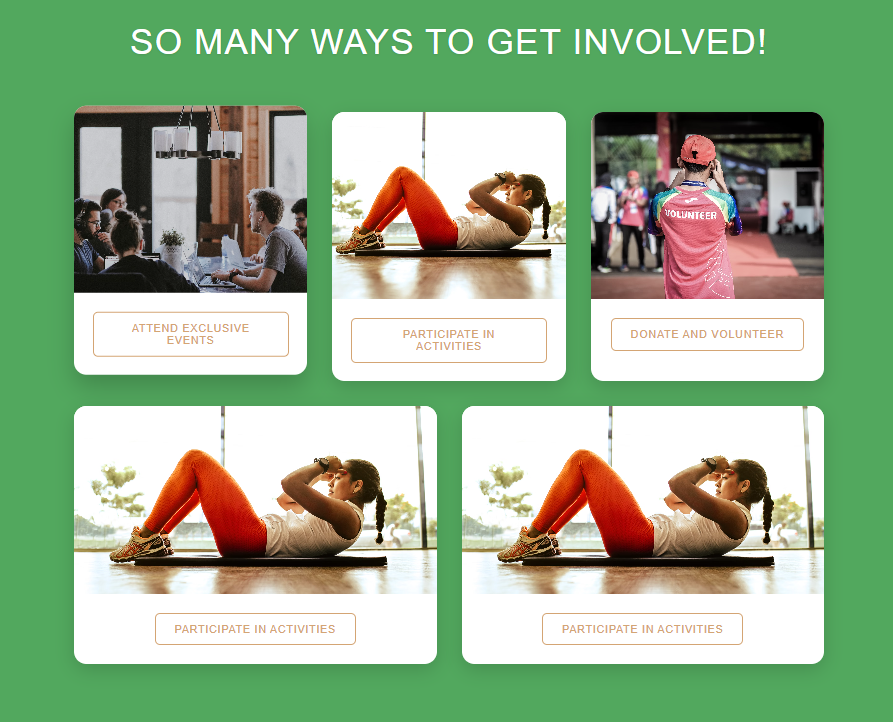 SO MANY WAYS TO GET INVOLVED!
VOLUNTEER
ATTEND EXCLUSIVE
EVENTS
PARTICIPATE IN
ACTIVITIES
DONATE AND VOLUNTEER
PARTICIPATE IN ACTIVITIES
PARTICIPATE IN ACTIVITIES